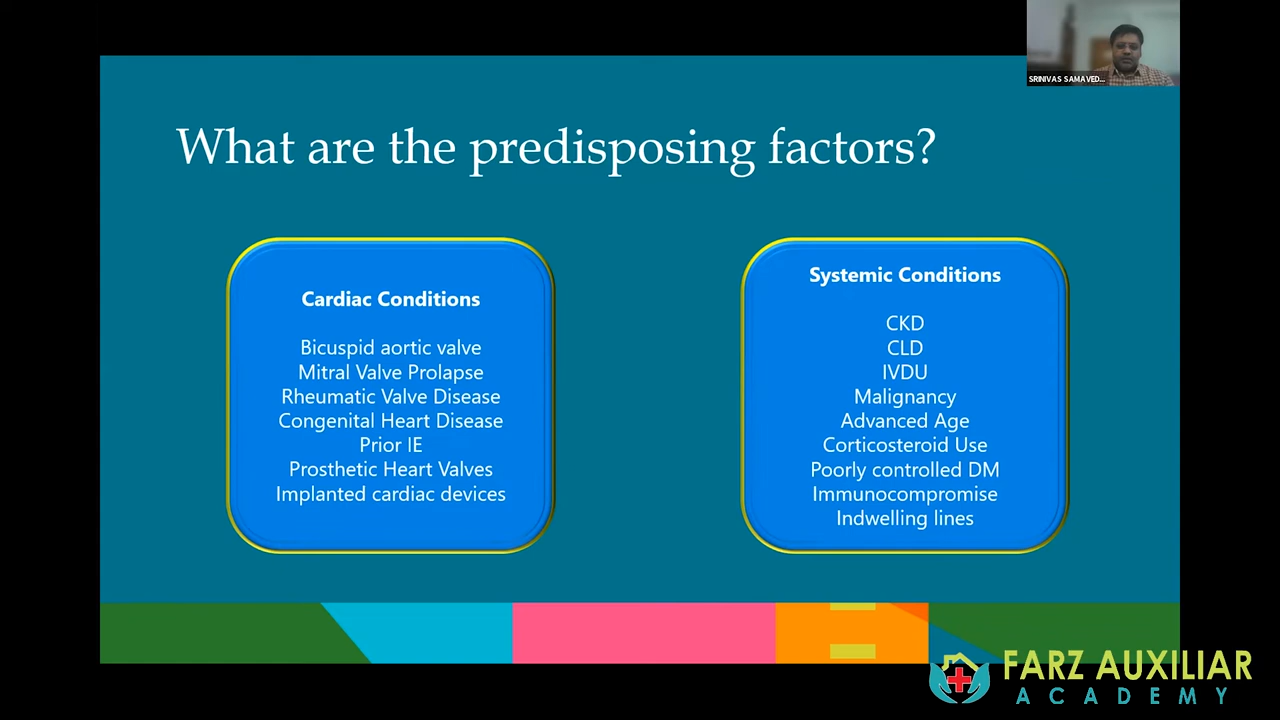 SRINIVAS SAMAVED...
What are the predisposing factors?
Cardiac Conditions
Bicuspid aortic valve
Mitral Valve Prolapse
Rheumatic Valve Disease
Congenital Heart Disease
Prior IE
Prosthetic Heart Valves
Implanted cardiac devices
Systemic Conditions
CKD
CLD
IVDU
Malignancy
Advanced Age
Corticosteroid Use
Poorly controlled DM
Immunocompromise
Indwelling lines
FARZ AUXILIAR
ACADEMY